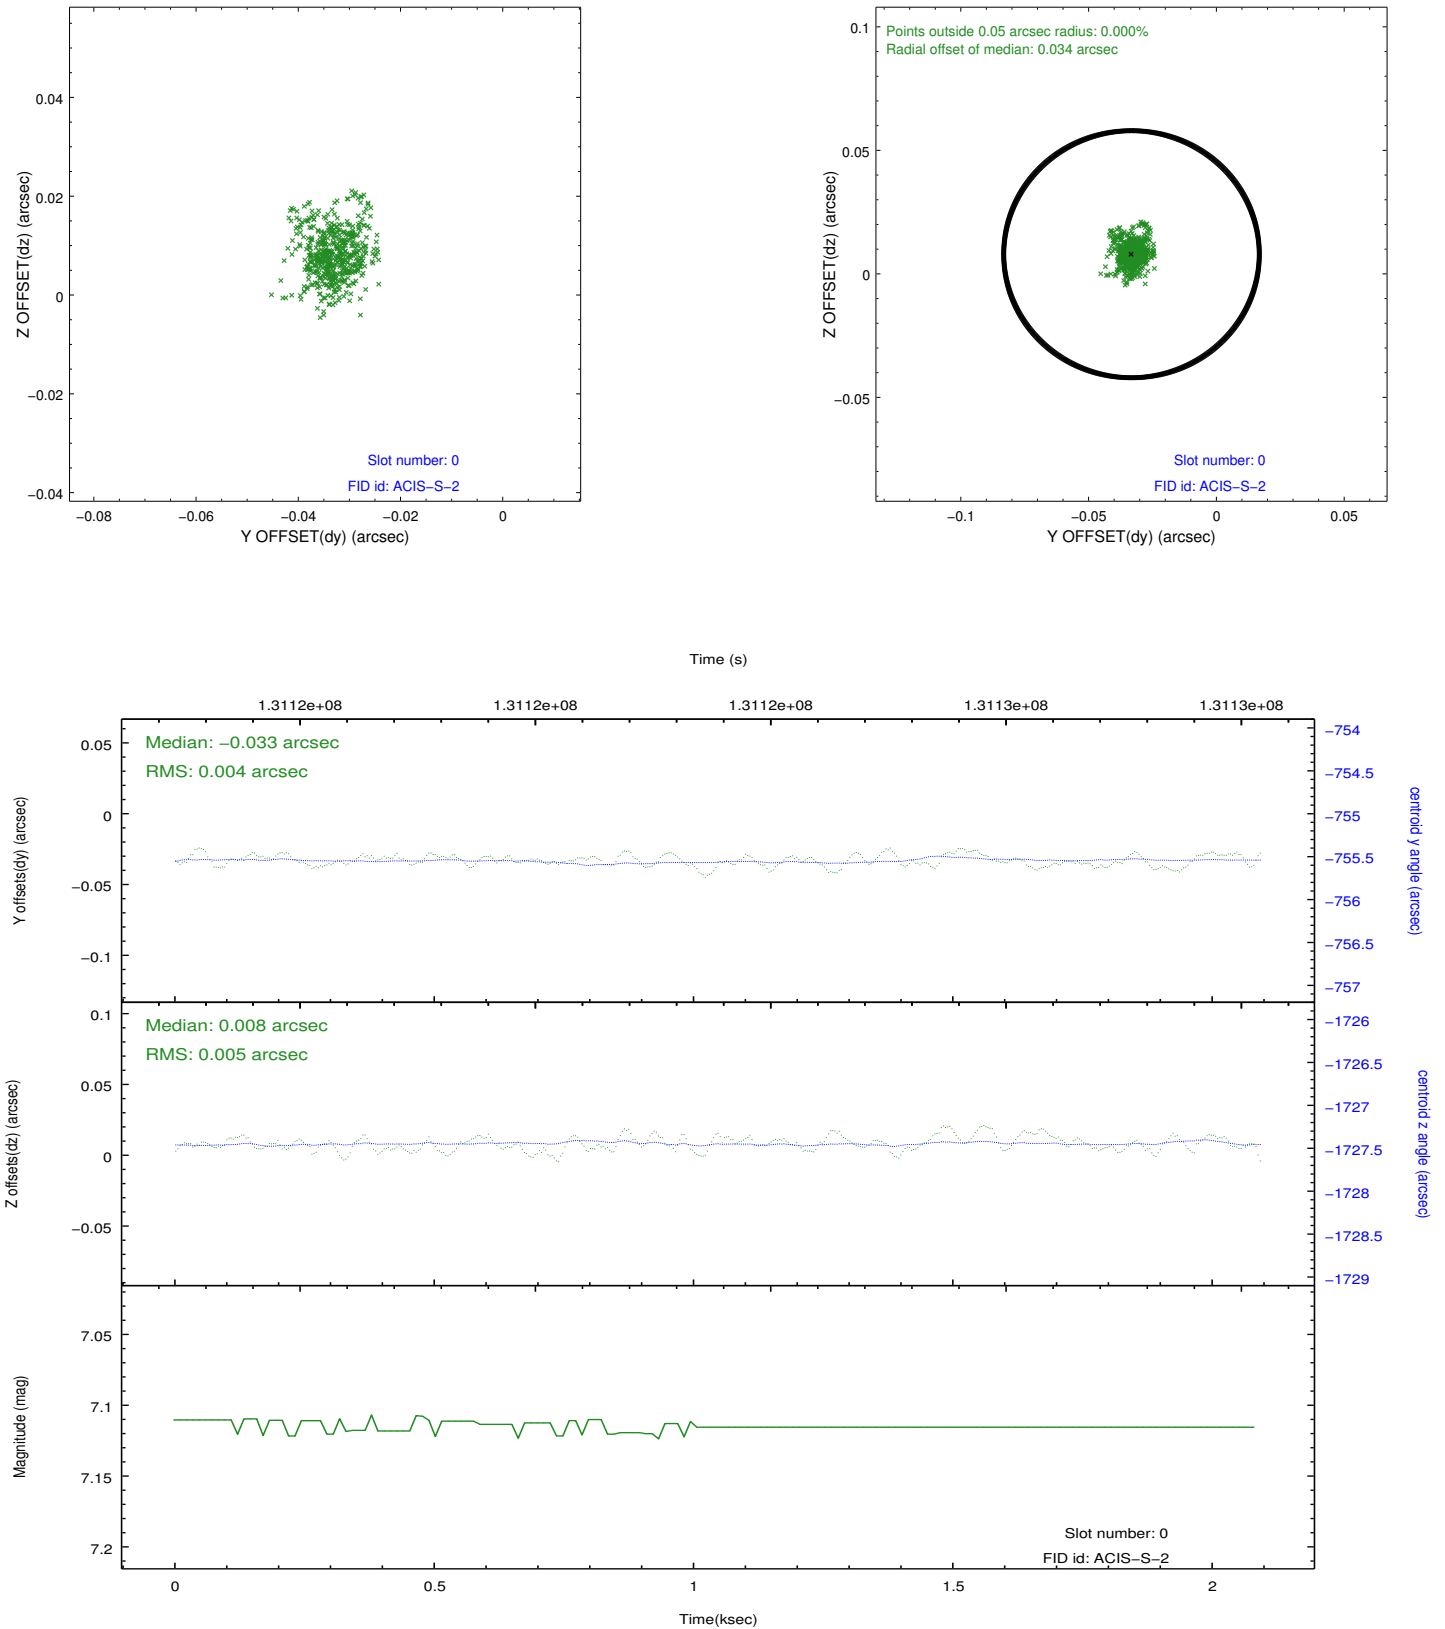 0.04
0.02
0
−0.02
−0.04
Z OFFSET(dz) (arcsec)
−0.08 −0.06 −0.04 −0.02 0
Y OFFSET(dy) (arcsec)
Slot number: 0
FID id: ACIS−S−2
Points outside 0.05 arcsec radius: 0.000%
Radial offset of median: 0.034 arcsec
0.1
0.05
0
−0.05
Z OFFSET(dz) (arcsec)
−0.1 −0.05 0 0.05
Y OFFSET(dy) (arcsec)
Slot number: 0
FID id: ACIS−S−2
Time (s)
1.3112e+08 1.3112e+08 1.3112e+08 1.3113e+08 1.3113e+08
Median: −0.033 arcsec
RMS: 0.004 arcsec
0.05
0
−0.05
−0.1
Y offsets(dy) (arcsec)
−754
−754.5
−755
−755.5
−756
−756.5
−757
centroid y angle (arcsec)
Median: 0.008 arcsec
RMS: 0.005 arcsec
0.1
0.05
0
−0.05
Z offsets(dz) (arcsec)
−1726
−1726.5
−1727
−1727.5
−1728
−1728.5
−1729
centroid z angle (arcsec)
7.05
7.1
7.15
7.2
Magnitude (mag)
Slot number: 0
FID id: ACIS−S−2
0 0.5 1 1.5 2
Time(ksec)